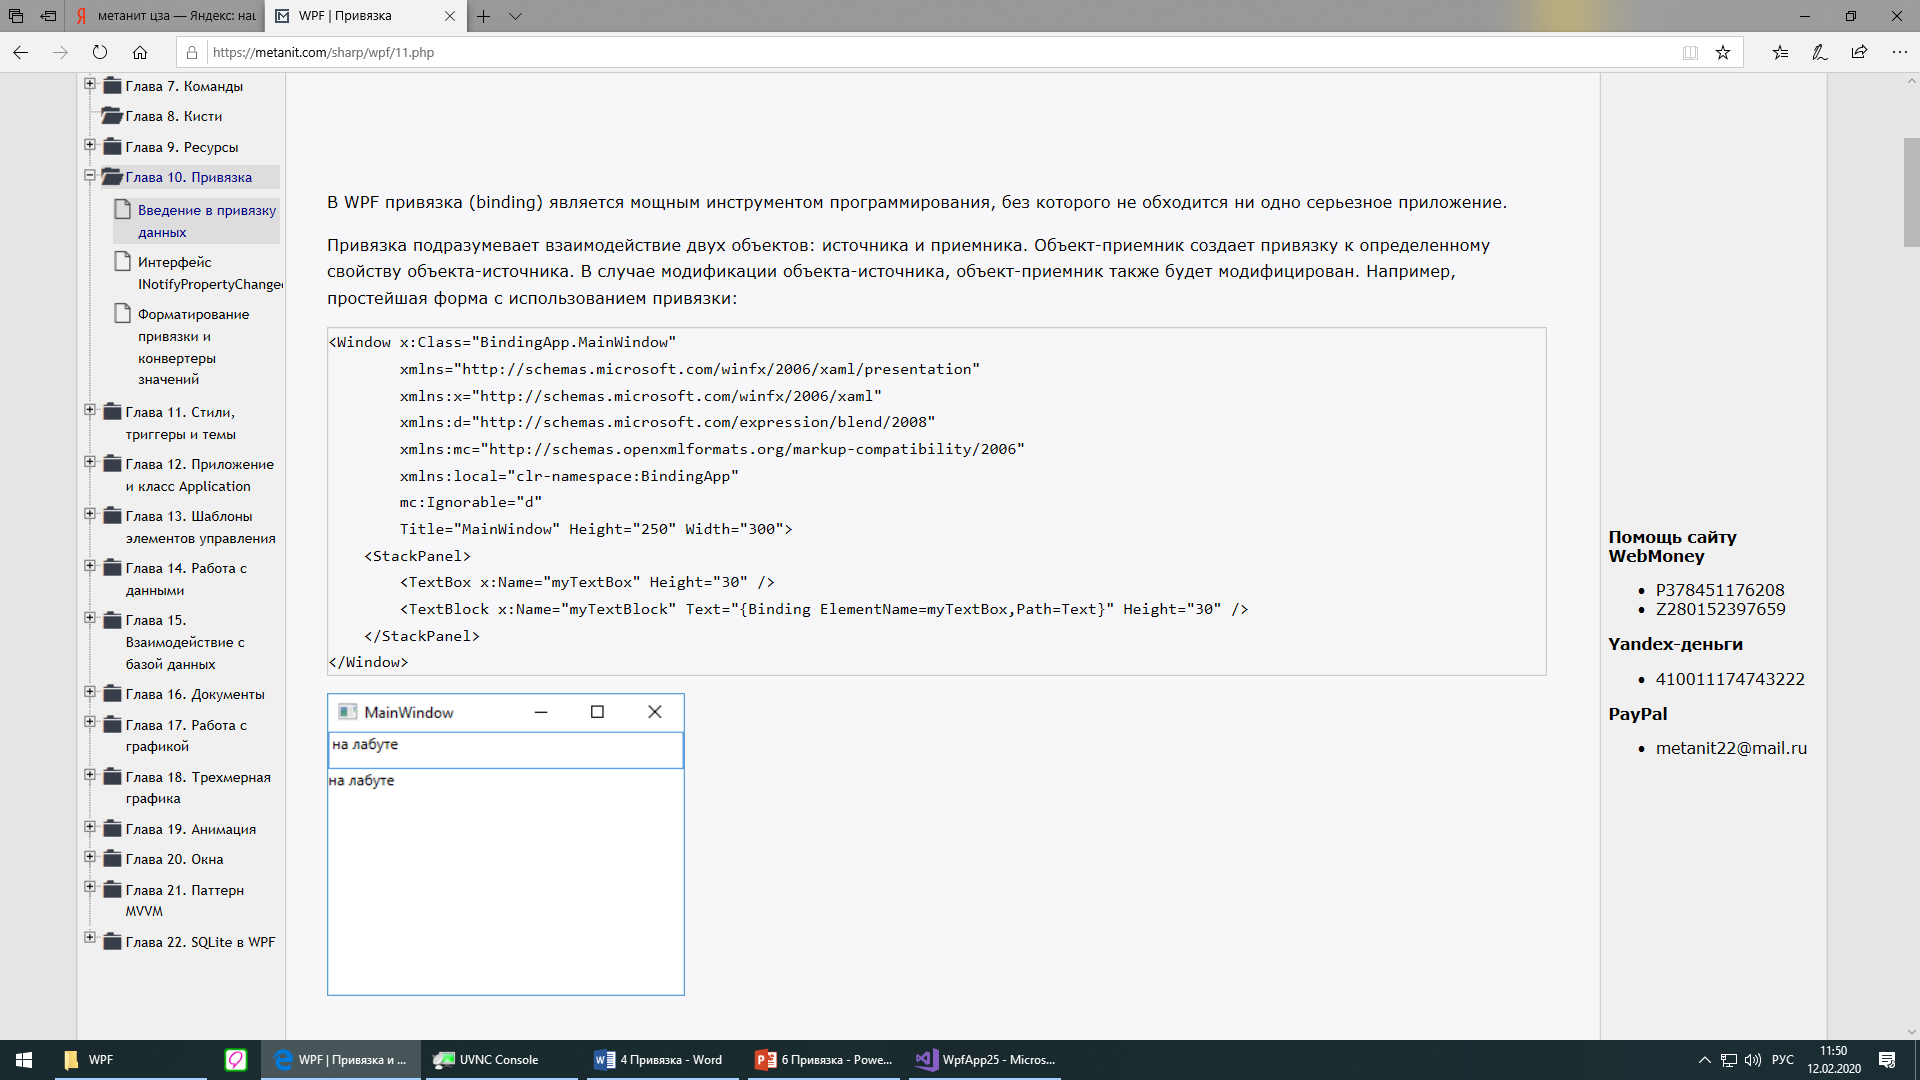 метанит цза — Яндекс: на
WPF | Привязка
https://metanit.com/sharp/wpf/11.php
Глава 7. Команды
Глава 8. Кисти
Глава 9. Ресурсы
Глава 10. Привязка
Введение в привязку
данных
Интерфейс
INotifyPropertyChange
Форматирование
привязки и
конвертеры
значений
Глава 11. Стили,
триггеры и темы
Глава 12. Приложение
и класс Application
Глава 13. Шаблоны
элементов управления
Глава 14. Работа с
данными
Глава 15.
Взаимодействие с
базой данных
Глава 16. Документы
Глава 17. Работа с
графикой
Глава 18. Трехмерная
графика
Глава 19. Анимация
Глава 20. Окна
Глава 21. Паттерн
MVVM
Глава 22. SQLite в WPF
В WPF привязка (binding) является мощным инструментом программирования, без которого не обходится ни одно серьезное приложение.
Привязка подразумевает взаимодействие двух объектов: источника и приемника. Объект-приемник создает привязку к определенному
свойству объекта-источника. В случае модификации объекта-источника, объект-приемник также будет модифицирован. Например,
простейшая форма с использованием привязки:
<Window x:Class="BindingApp.MainWindow"
xmlns="http://schemas.microsoft.com/winfx/2006/xaml/presentation"
xmlns:x="http://schemas.microsoft.com/winfx/2006/xaml"
xmlns:d="http://schemas.microsoft.com/expression/blend/2008"
xmlns:mc="http://schemas.openxmlformats.org/markup-compatibility/2006"
xmlns:local="clr-namespace:BindingApp"
mc:Ignorable="d"
Title="MainWindow" Height="250" Width="300">
<StackPanel>
<TextBox x:Name="myTextBox" Height="30" />
<TextBlock x:Name="myTextBlock" Text="{Binding ElementName=myTextBox,Path=Text}" Height="30" />
</StackPanel>
</Window>
MainWindow
на лабуте
на лабуте
Помощь сайту
WebMoney
P378451176208
Z280152397659
Yandex-деньги
410011174743222
PayPal
metanit22@mail.ru
WPF
WPF | Привязка и ...
UVNC Console
4 Привязка - Word
6 Привязка - Powe...
WpfApp25 - Micros...
РУС
11:50
12.02.2020